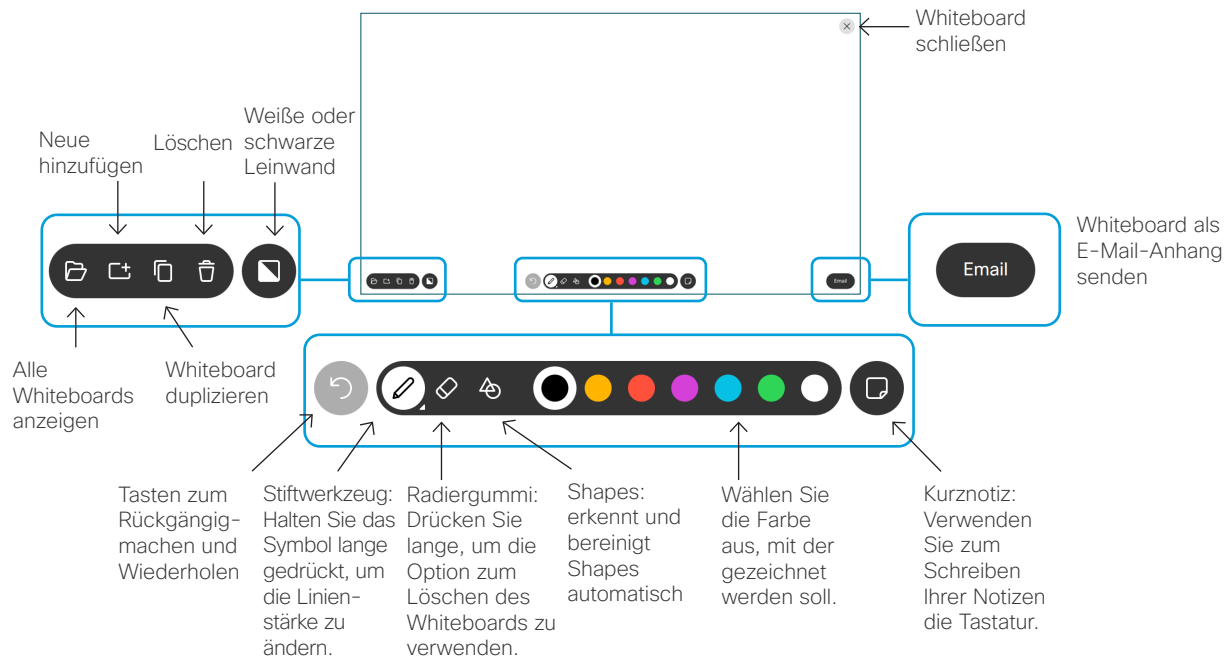 Whiteboard
schließen
Weiße oder
schwarze
Leinwand
Neue
hinzufügen
Löschen
Whiteboard als
E-Mail-Anhang
senden
Email
Email
Alle
Whiteboards
anzeigen
Whiteboard
duplizieren
Tasten zum
Rückgängig-
machen und
Wiederholen
Stiftwerkzeug:
Halten Sie das
Symbol lange
gedrückt, um
die Linien-
stärke zu
ändern.
Radiergummi:
Drücken Sie
lange, um die
Option zum
Löschen des
Whiteboards zu
verwenden.
Shapes:
erkennt und
bereinigt
Shapes
automatisch
Wählen Sie
die Farbe
aus, mit der
gezeichnet
werden soll.
Kurznotiz:
Verwenden
Sie zum
Schreiben
Ihrer Notizen
die Tastatur.